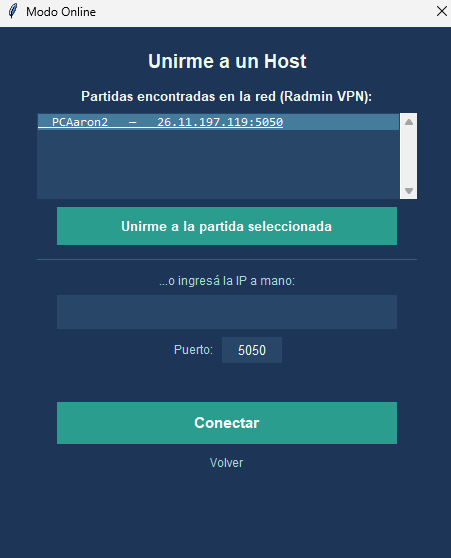 Modo Online
Unirme a un Host
Partidas encontradas en la red (Radmin VPN):
PCAaron2 — 26.11.197.119:5050
Unirme a la partida seleccionada
...o ingresá la IP a mano:
Puerto: 5050
Conectar
Volver